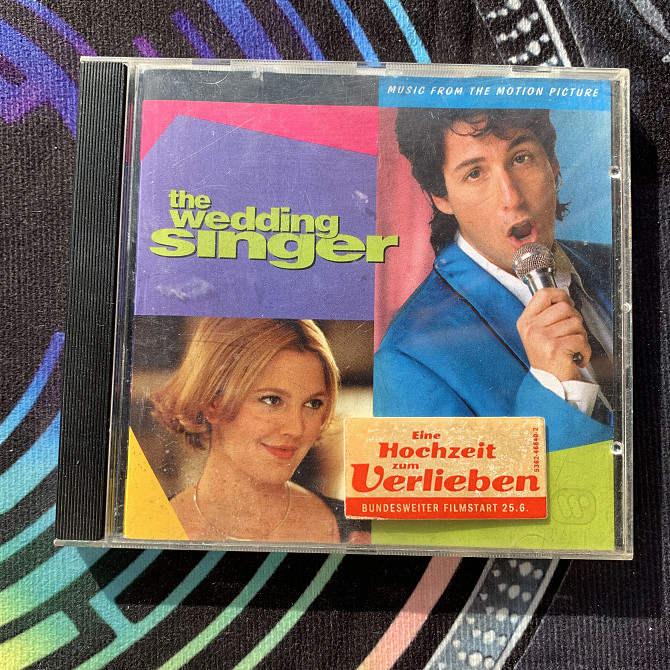 MUSIC FROM THE MOTION PICTURE
the
wedding
singer
Eine
Hochzeit
zum
Verlieben
BUNDESWEITER FILMSTART 25.6.